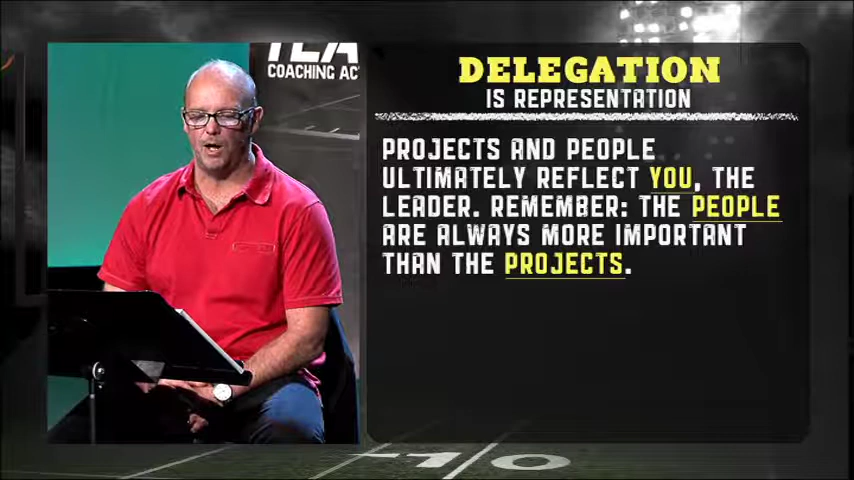 COACHING AC
DELEGATION
IS REPRESENTATION
PROJECTS AND PEOPLE
ULTIMATELY REFLECT YOU, THE
LEADER. REMEMBER: THE PEOPLE
ARE ALWAYS MORE IMPORTANT
THAN THE PROJECTS.
10